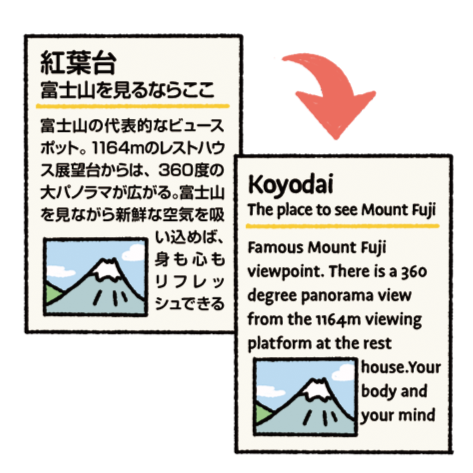 紅葉台
富士山を見るならここ
富士山の代表的なビュース
ポット。1164mのレストハウ
ス展望台からは、360度の
大パノラマが広がる。富士山
を見ながら新鮮な空気を吸
い込めば、
身も心も
リフレッ
シュできる
Koyodai
The place to see Mount Fuji
Famous Mount Fuji
viewpoint. There is a 360
degree panorama view
from the 1164m viewing
platform at the rest
house.Your
body and
your mind